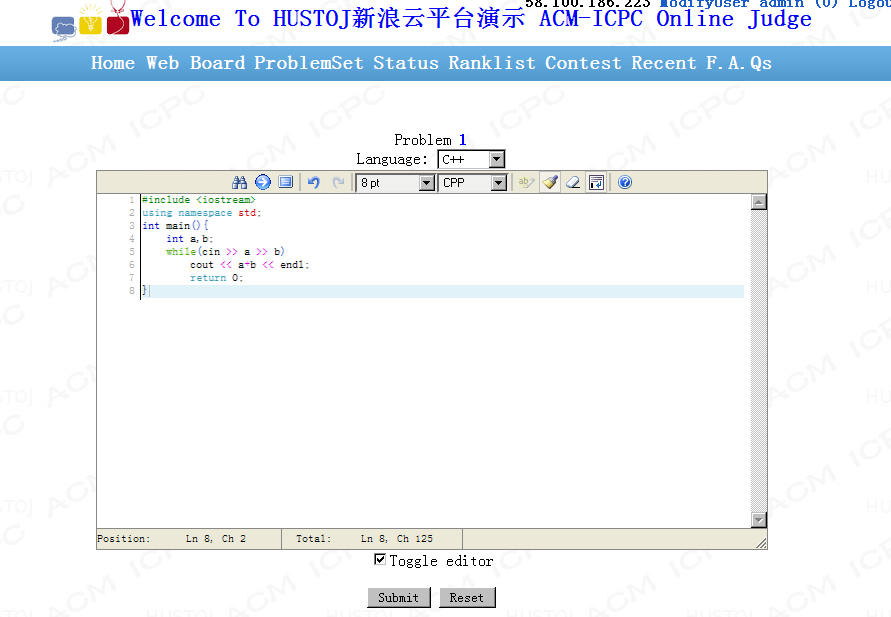 58.100.186.223 ModifyUser admin (0) Logou
Welcome To HUSTOJ新浪云平台演示 ACM-ICPC Online Judge
Home Web Board ProblemSet Status Ranklist Contest Recent F.A.Qs
Problem 1
Language: C++
8 pt CPP
1 #include <iostream>
2 using namespace std;
3 int main(){
4 int a,b;
5 while(cin >> a >> b)
6 cout << a+b << endl;
7 return 0;
8 }
Position: Ln 8, Ch 2 Total: Ln 8, Ch 125
Toggle editor
Submit Reset
HUSTOJ ACM ICPC